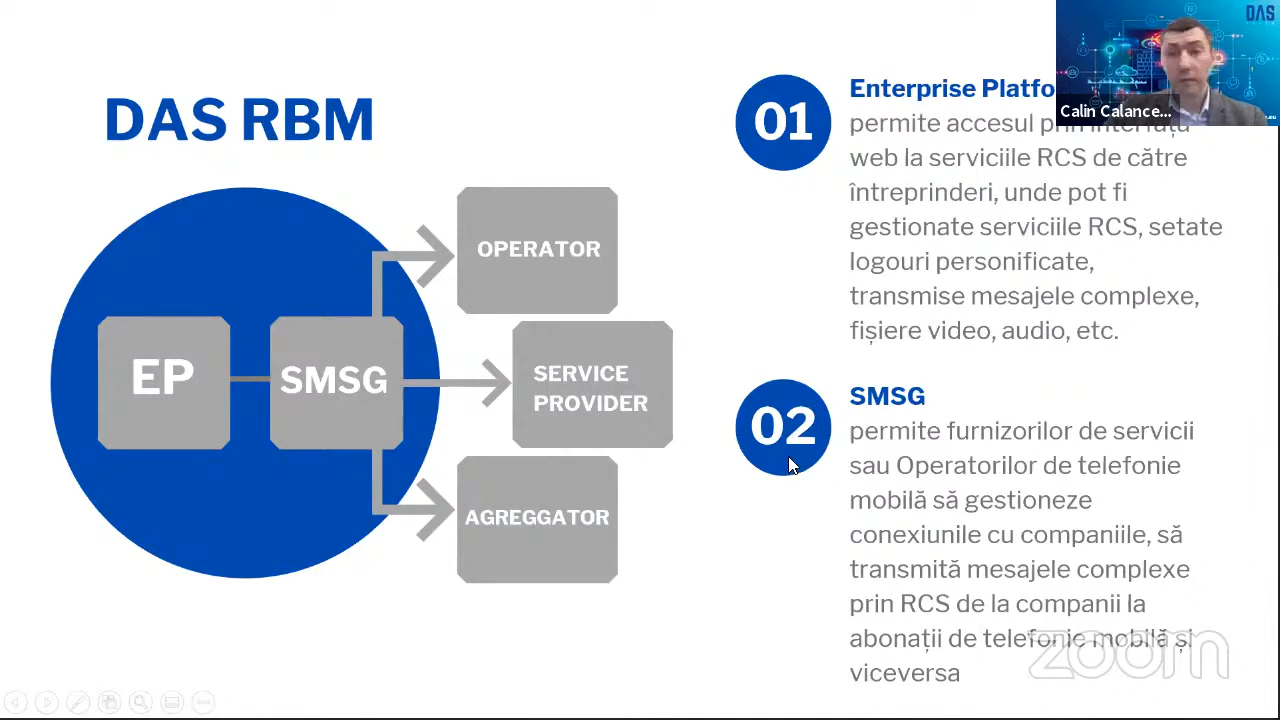 DAS RBM
EP
SMSG
OPERATOR
SERVICE
PROVIDER
AGREGGATOR
01
Enterprise Platfo
permite accesul prin interfață
web la serviciile RCS de către
întreprinderi, unde pot fi
gestionate serviciile RCS, setate
logouri personificate,
transmise mesajele complexe,
fișiere video, audio, etc.
02
SMSG
permite furnizorilor de servicii
sau Operatorilor de telefonie
mobilă să gestioneze
conexiunile cu companiile, să
transmită mesajele complexe
prin RCS de la companii la
abonații de telefonie mobilă și
viceversa
DAS
Calin Calance...
zoom